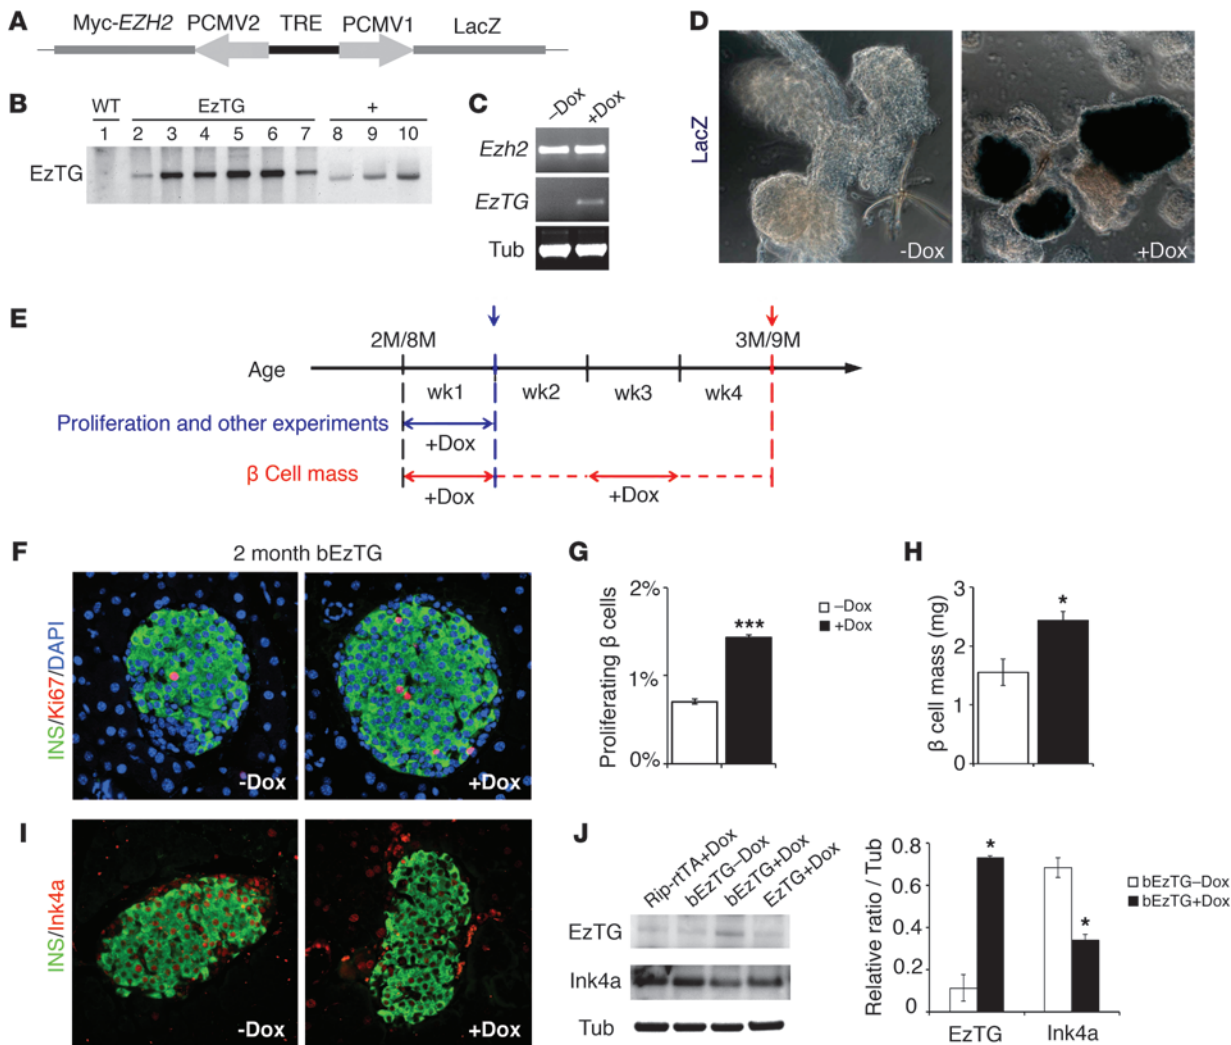 A
Myc-EZH2 PCMV2 TRE PCMV1 LacZ
B
WT EzTG +
1 2 3 4 5 6 7 8 9 10
EzTG
C
–Dox +Dox
Ezh2
EzTG
Tub
D
LacZ
-Dox
+Dox
E
2M/8M 3M/9M
Age
wk1 wk2 wk3 wk4
Proliferation and other experiments
+Dox
β Cell mass
+Dox +Dox
F
2 month bEzTG
INS/Ki67/DAPI
-Dox
+Dox
G
Proliferating β cells
2%
1%
0%
***
–Dox
+Dox
H
β cell mass (mg)
3
2
1
0
*
I
INS/Ink4a
-Dox
+Dox
J
Rip-rtTA+Dox
bEzTG–Dox
bEzTG+Dox
EzTG+Dox
EzTG
Ink4a
Tub
Relative ratio / Tub
0.8
0.6
0.4
0.2
0
*
*
EzTG Ink4a
bEzTG–Dox
bEzTG+Dox